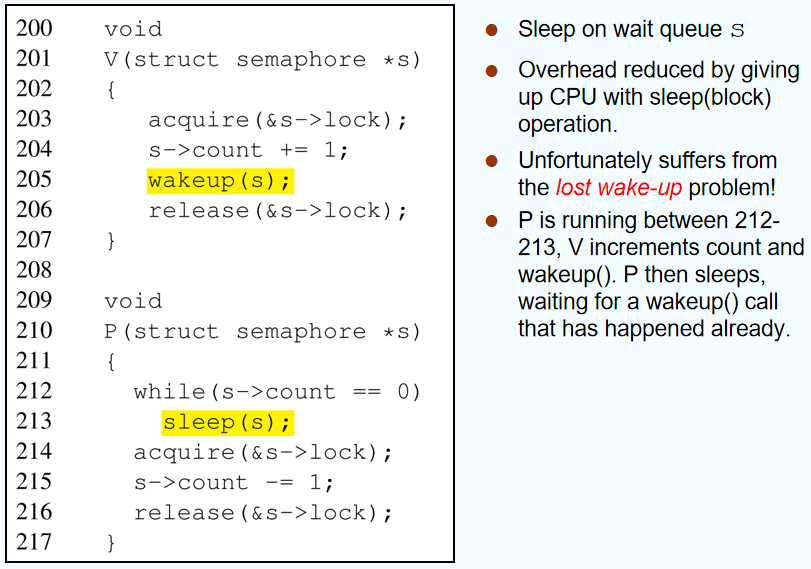 200 void
201 V(struct semaphore *s)
202 {
203 acquire(&s->lock);
204 s->count += 1;
205 wakeup(s);
206 release(&s->lock);
207 }
208
209 void
210 P(struct semaphore *s)
211 {
212 while(s->count == 0)
213 sleep(s);
214 acquire(&s->lock);
215 s->count -= 1;
216 release(&s->lock);
217 }
● Sleep on wait queue s
● Overhead reduced by giving
up CPU with sleep(block)
operation.
● Unfortunately suffers from
the lost wake-up problem!
● P is running between 212-
213, V increments count and
wakeup(). P then sleeps,
waiting for a wakeup() call
that has happened already.